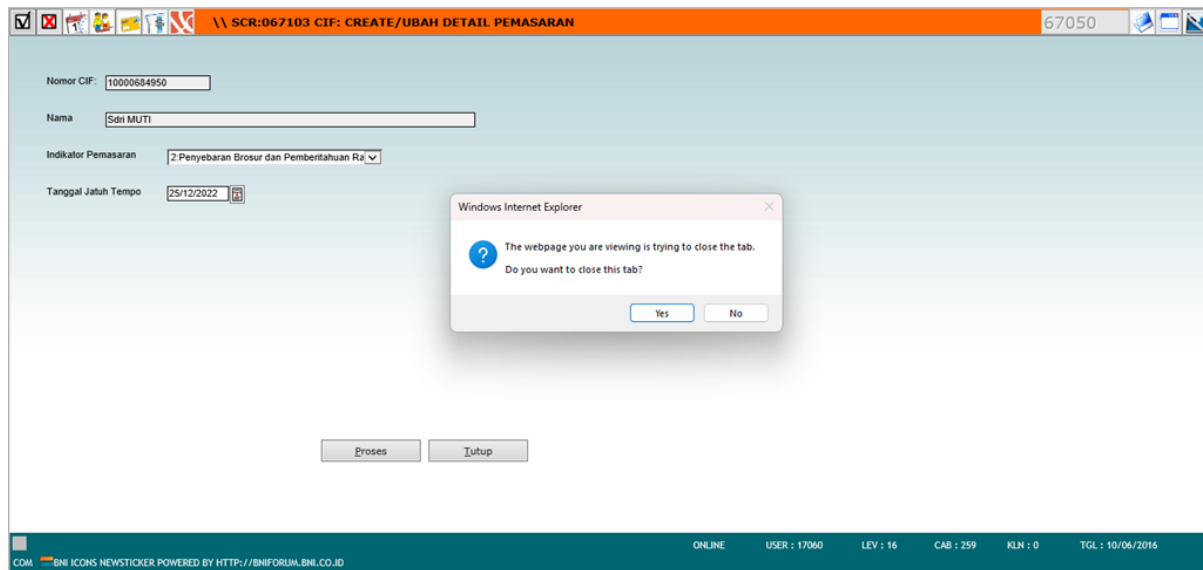 \\ SCR:067103 CIF: CREATE/UBAH DETAIL PEMASARAN 67050
Nomor CIF: 10000684950
Nama Sdri MUTI
Indikator Pemasaran 2:Penyebaran Brosur dan Pemberitahuan Ra
Tanggal Jatuh Tempo 25/12/2022
Windows Internet Explorer
The webpage you are viewing is trying to close the tab.
Do you want to close this tab?
Yes No
Proses Tutup
ONLINE USER : 17060 LEV : 16 CAB : 259 KLN : 0 TGL : 10/06/2016
COM BNI ICONS NEWSTICKER POWERED BY HTTP://BNIFORUM.BNI.CO.ID